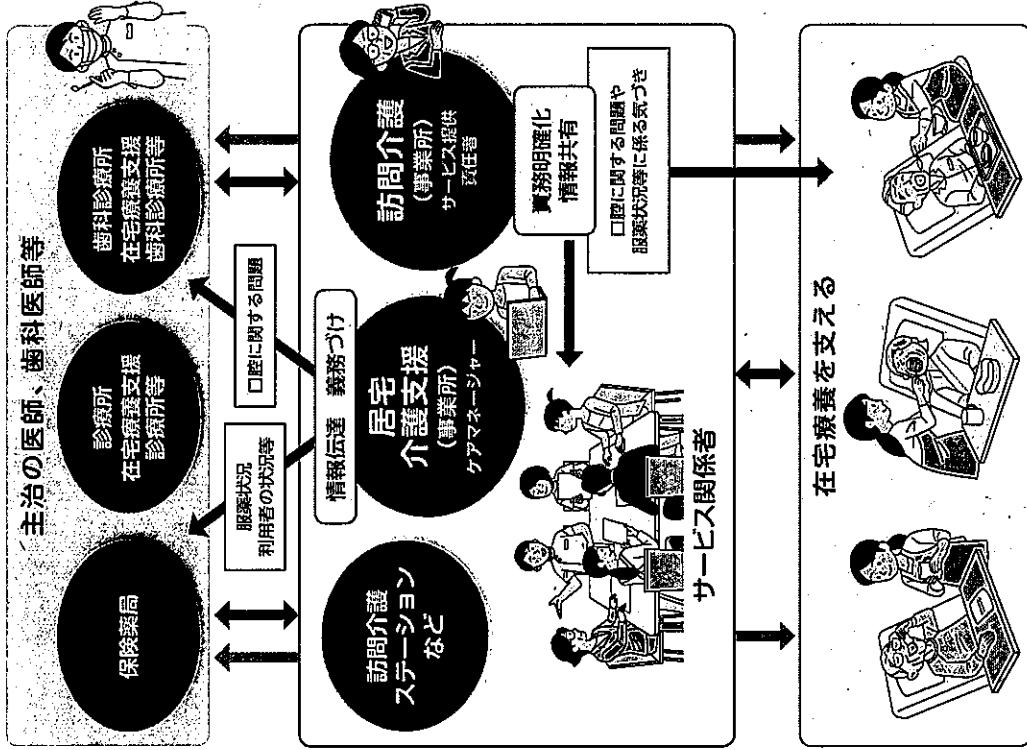 主治の医師、歯科医師等
保険薬局
診療所
在宅療養支援
診療所等
歯科診療所
在宅療養支援
歯科診療所等
服薬状況
利用者の状況等
口腔に関する問題
情報伝達 義務づけ
訪問介護
ステーション
など
居宅
介護支援
(事業所)
ケアマネージャー
訪問介護
(事業所)
サービス提供
責任者
責務明確化
情報共有
口腔に関する問題や
服薬状況等に係る気づき
サービス関係者
在宅療養を支える